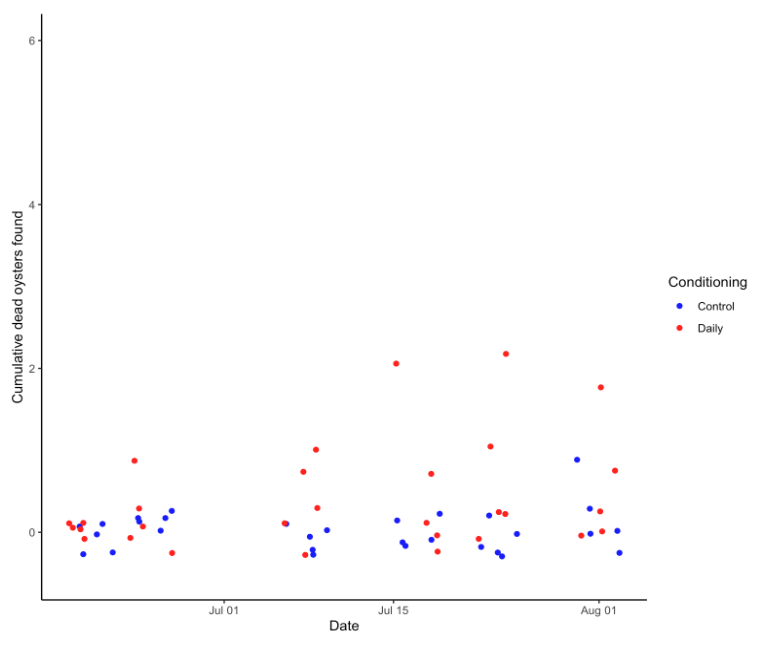 6
4
2
0
Cumulative dead oysters found
Jul 01
Jul 15
Aug 01
Date
Conditioning
Control
Daily